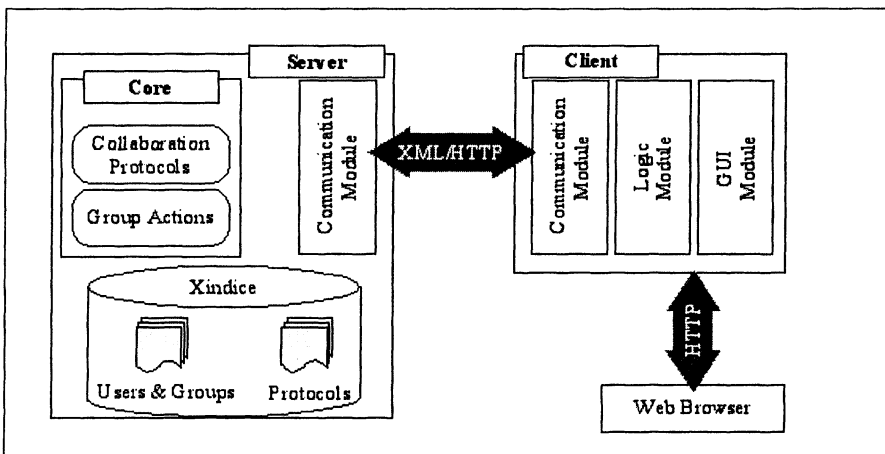 Server
Core
Collaboration
Protocols
Group Actions
Communication
Module
Xindice
Users & Groups
Protocols
XML/HTTP
Client
Communication
Module
Logic
Module
GUI
Module
HTTP
Web Browser